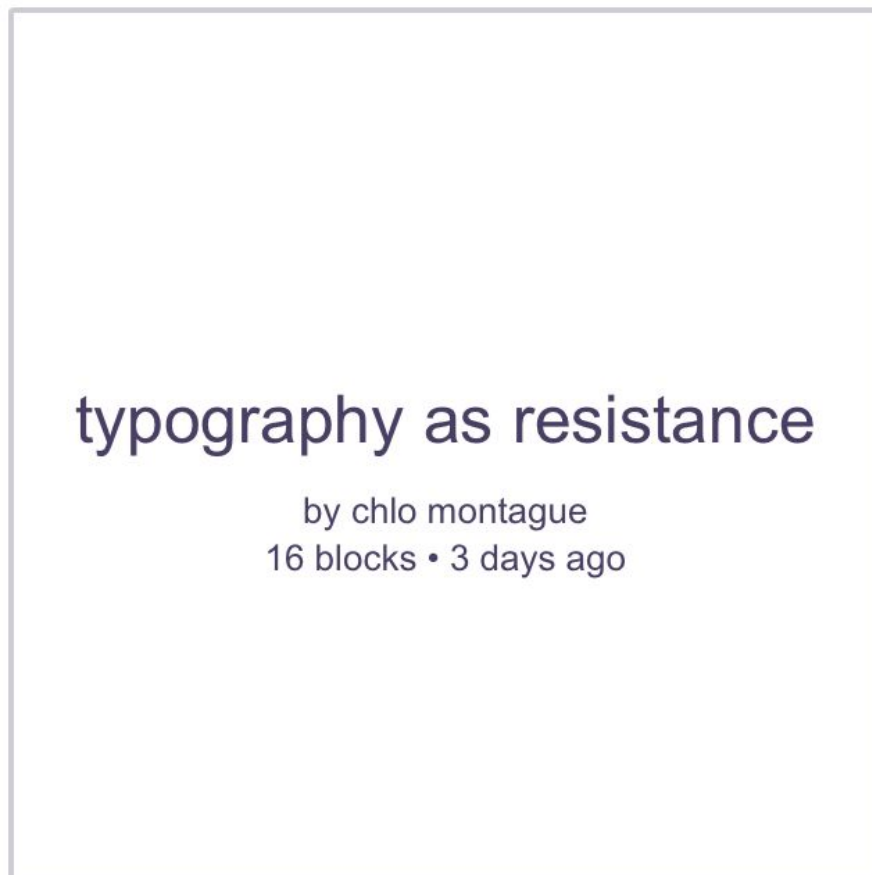 typography as resistance
by chlo montague
16 blocks • 3 days ago